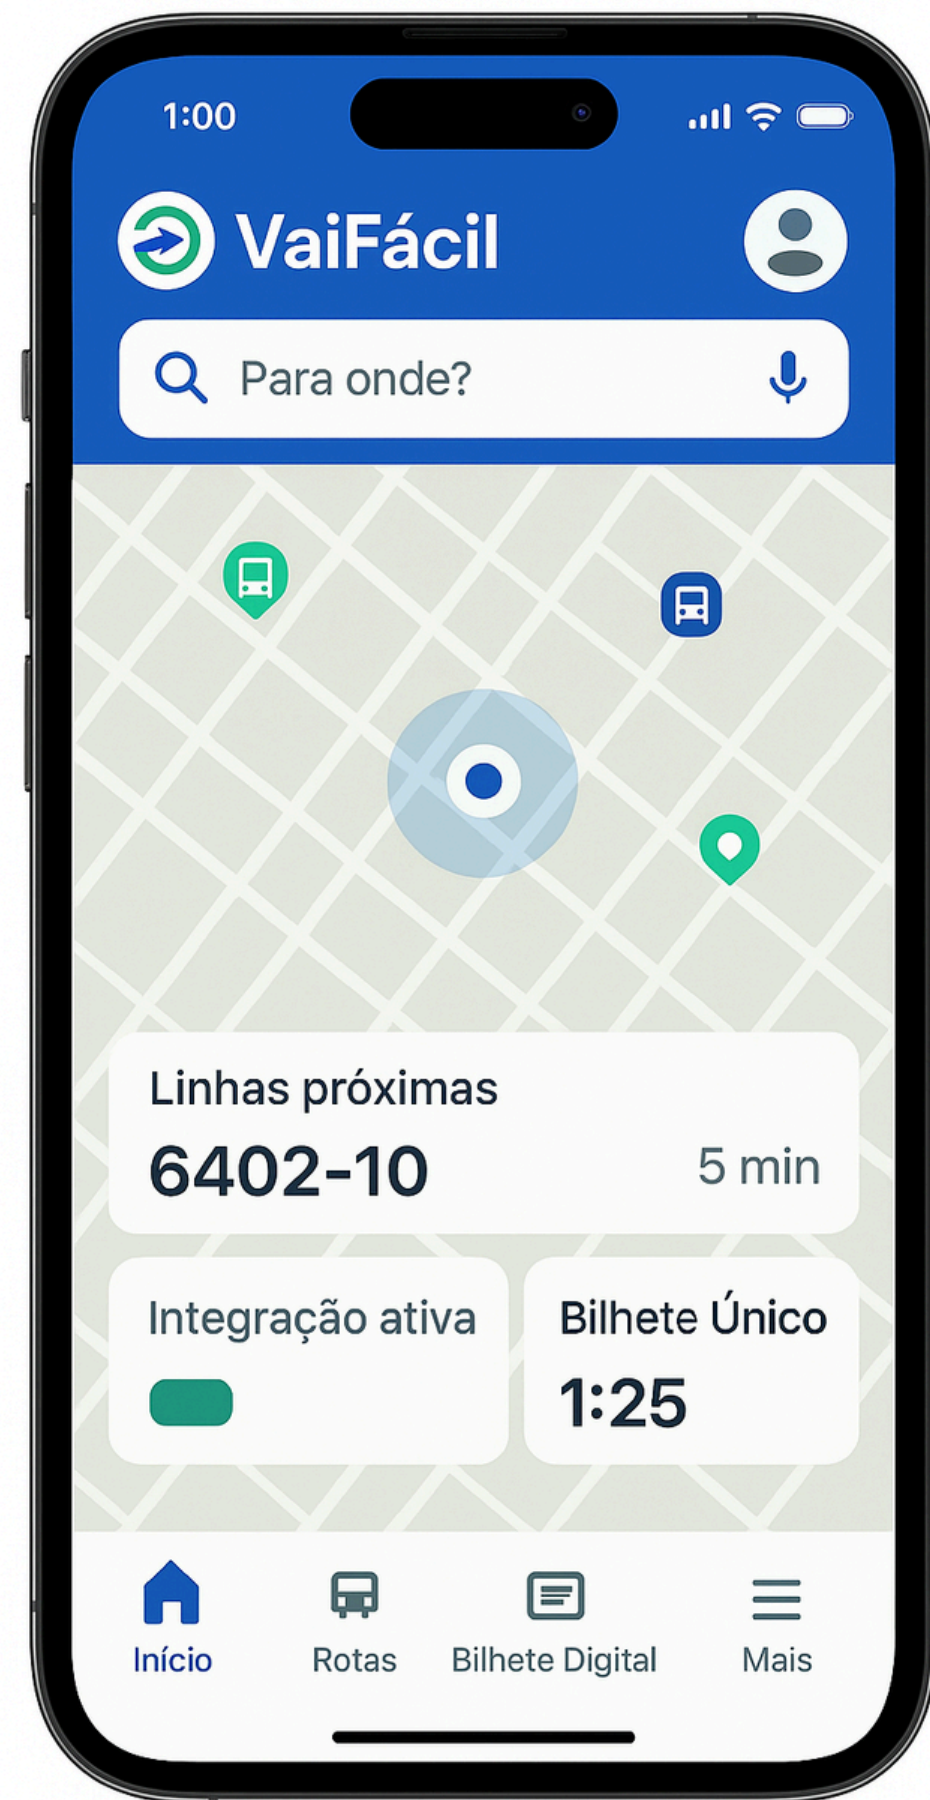 1:00
VaiFácil
Para onde?
Linhas próximas
6402-10
5 min
Integração ativa
Bilhete Único
1:25
Início
Rotas
Bilhete Digital
Mais